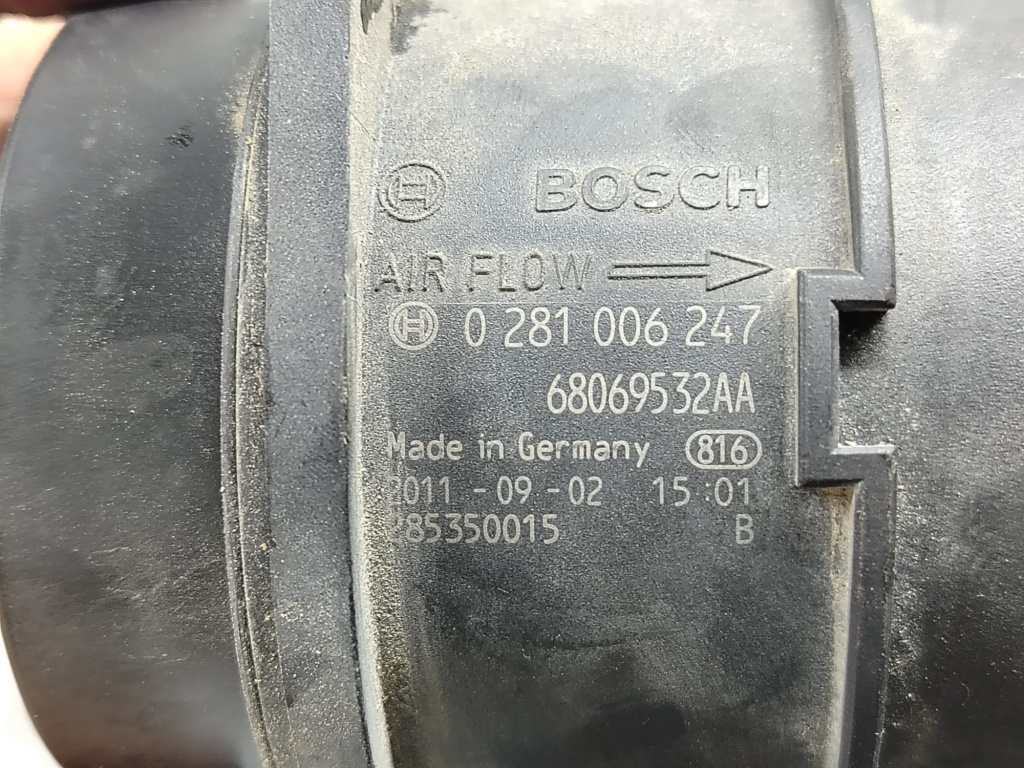 BOSCH
AIR FLOW
0 281 006 247
68069532AA
Made in Germany 816
2011 - 09 - 02 15:01
285350015 B